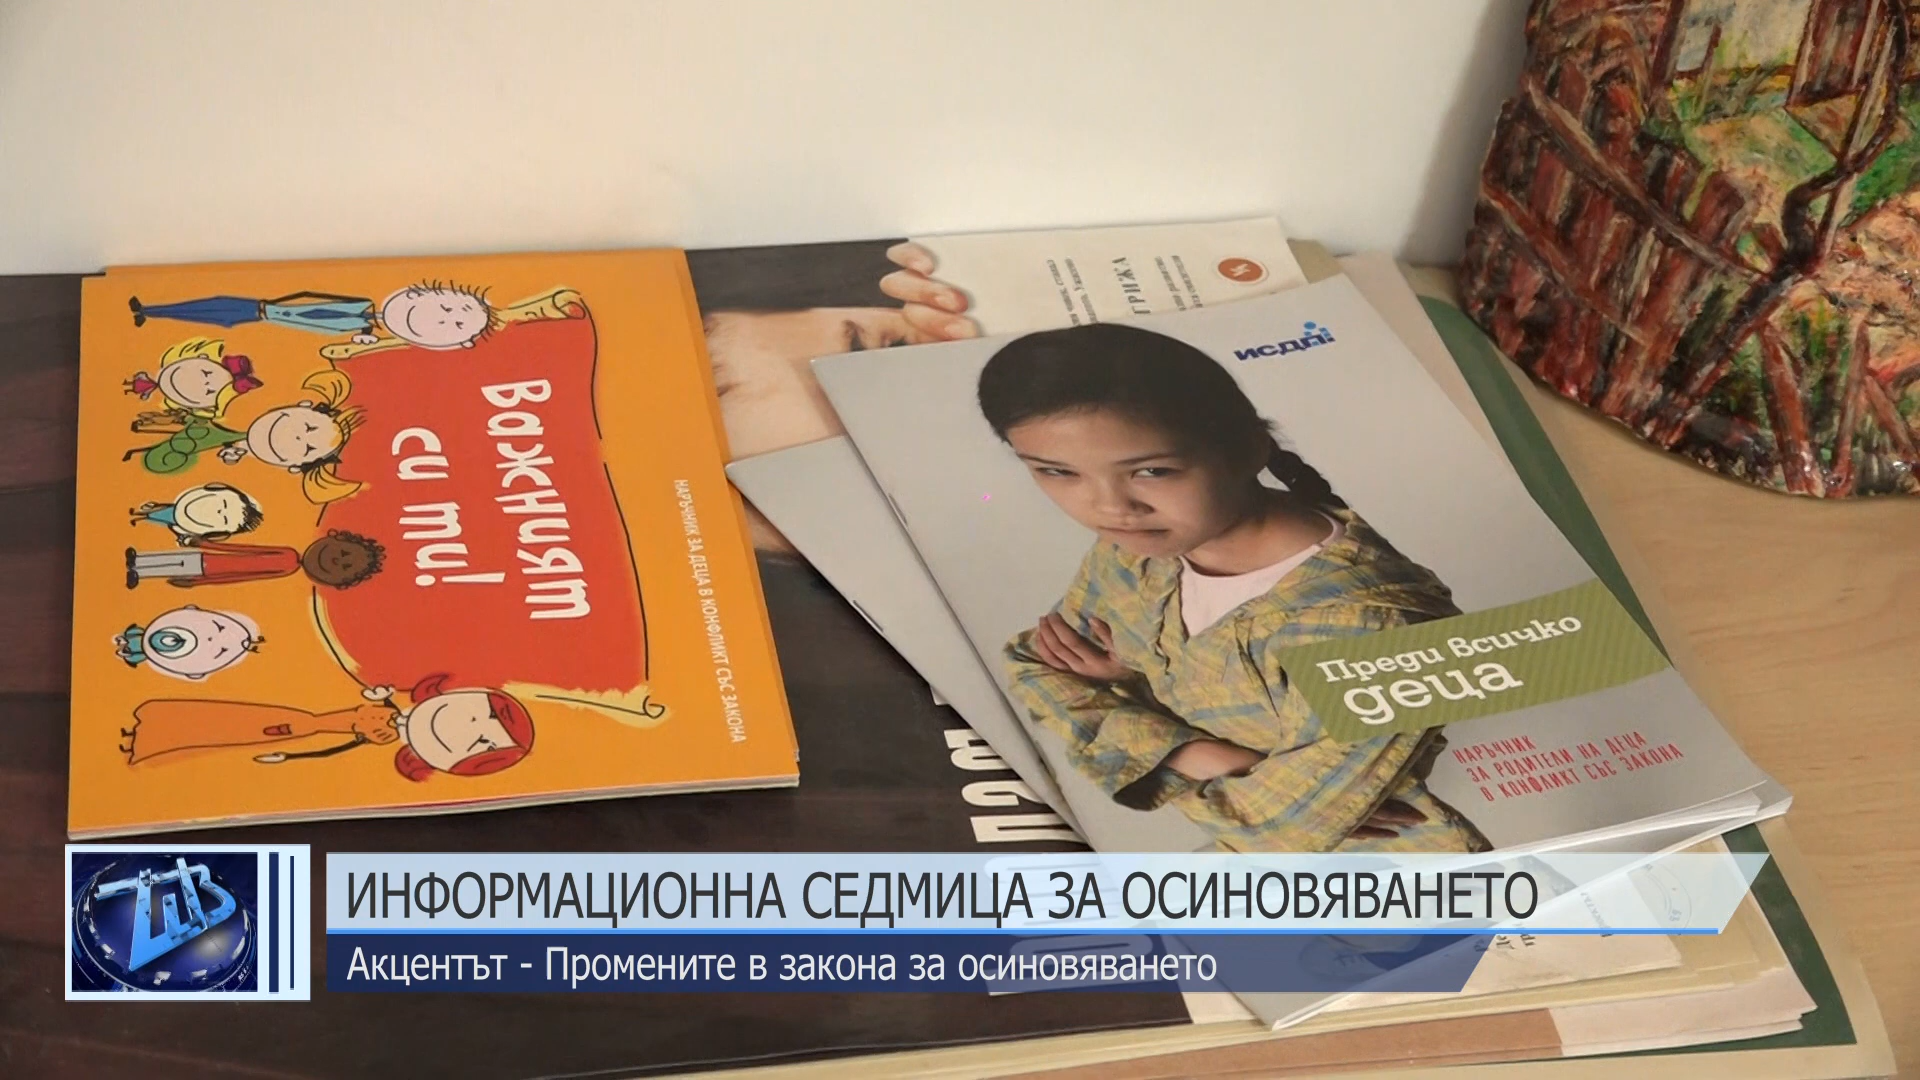 Важният
си ти!
НАРЪЧНИК ЗА ДЕЦА В КОНФЛИКТ СЪС ЗАКОНА
ГРИЖА
ИСДП
Преди всичко
деца
НАРЪЧНИК
ЗА РОДИТЕЛИ НА ДЕЦА
В КОНФЛИКТ СЪС ЗАКОНА
ИНФОРМАЦИОННА СЕДМИЦА ЗА ОСИНОВЯВАНЕТО
Акцентът - Промените в закона за осиновяването